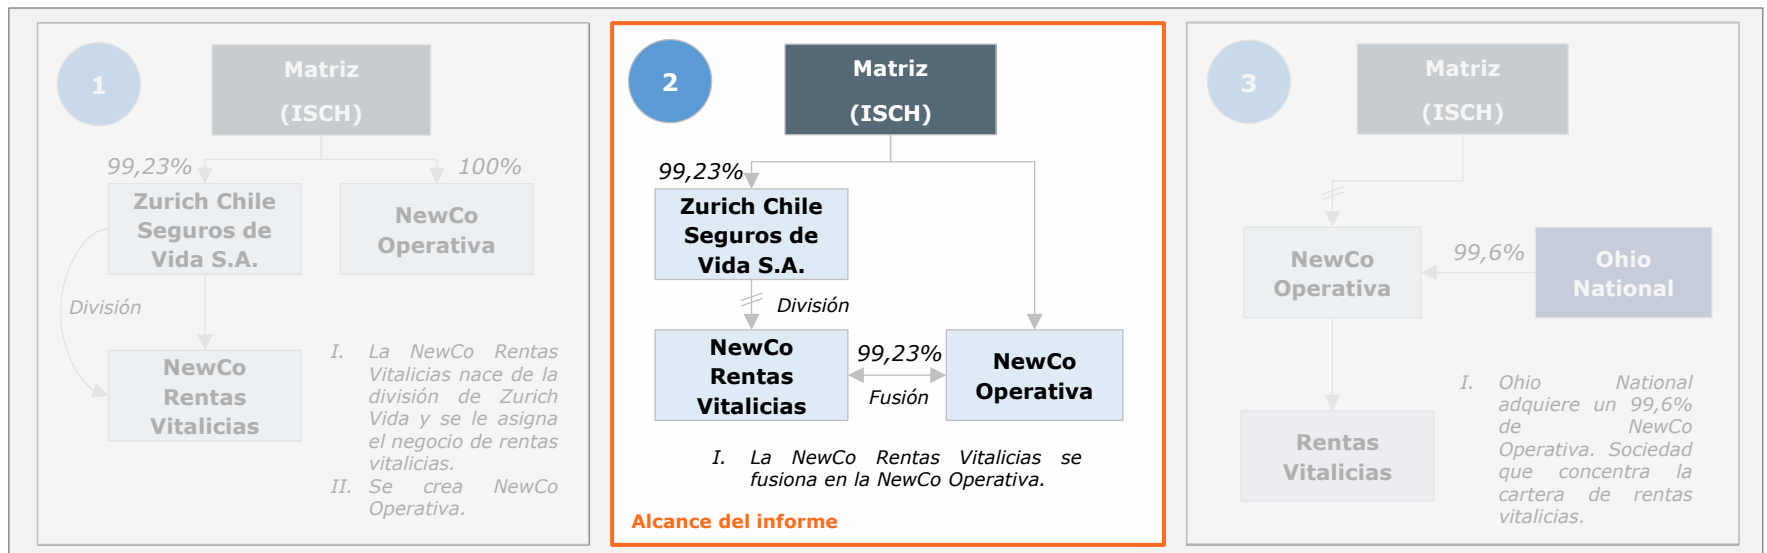 1
Matriz
(ISCH)
99,23%
100%
Zurich Chile
Seguros de
Vida S.A.
NewCo
Operativa
División
NewCo
Rentas
Vitalicias
I. La NewCo Rentas
Vitalicias nace de la
división de Zurich
Vida y se le asigna
el negocio de rentas
vitalicias.
II. Se crea NewCo
Operativa.
2
Matriz
(ISCH)
99,23%
Zurich Chile
Seguros de
Vida S.A.
División
NewCo
Rentas
Vitalicias
99,23%
Fusión
NewCo
Operativa
I. La NewCo Rentas Vitalicias se
fusiona en la NewCo Operativa.
Alcance del informe
3
Matriz
(ISCH)
NewCo
Operativa
99,6%
Ohio
National
Rentas
Vitalicias
I. Ohio National
adquiere un 99,6%
de NewCo
Operativa. Sociedad
que concentra la
cartera de rentas
vitalicias.